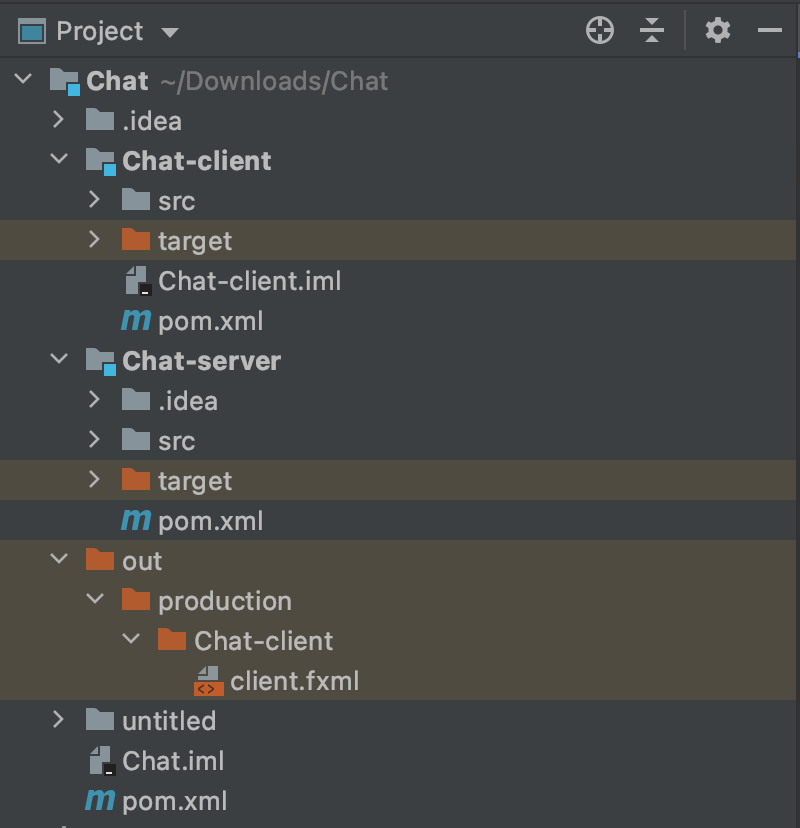 Project
Chat ~/Downloads/Chat
.idea
Chat-client
src
target
Chat-client.iml
m pom.xml
Chat-server
.idea
src
target
m pom.xml
out
production
Chat-client
<> client.fxml
untitled
Chat.iml
m pom.xml